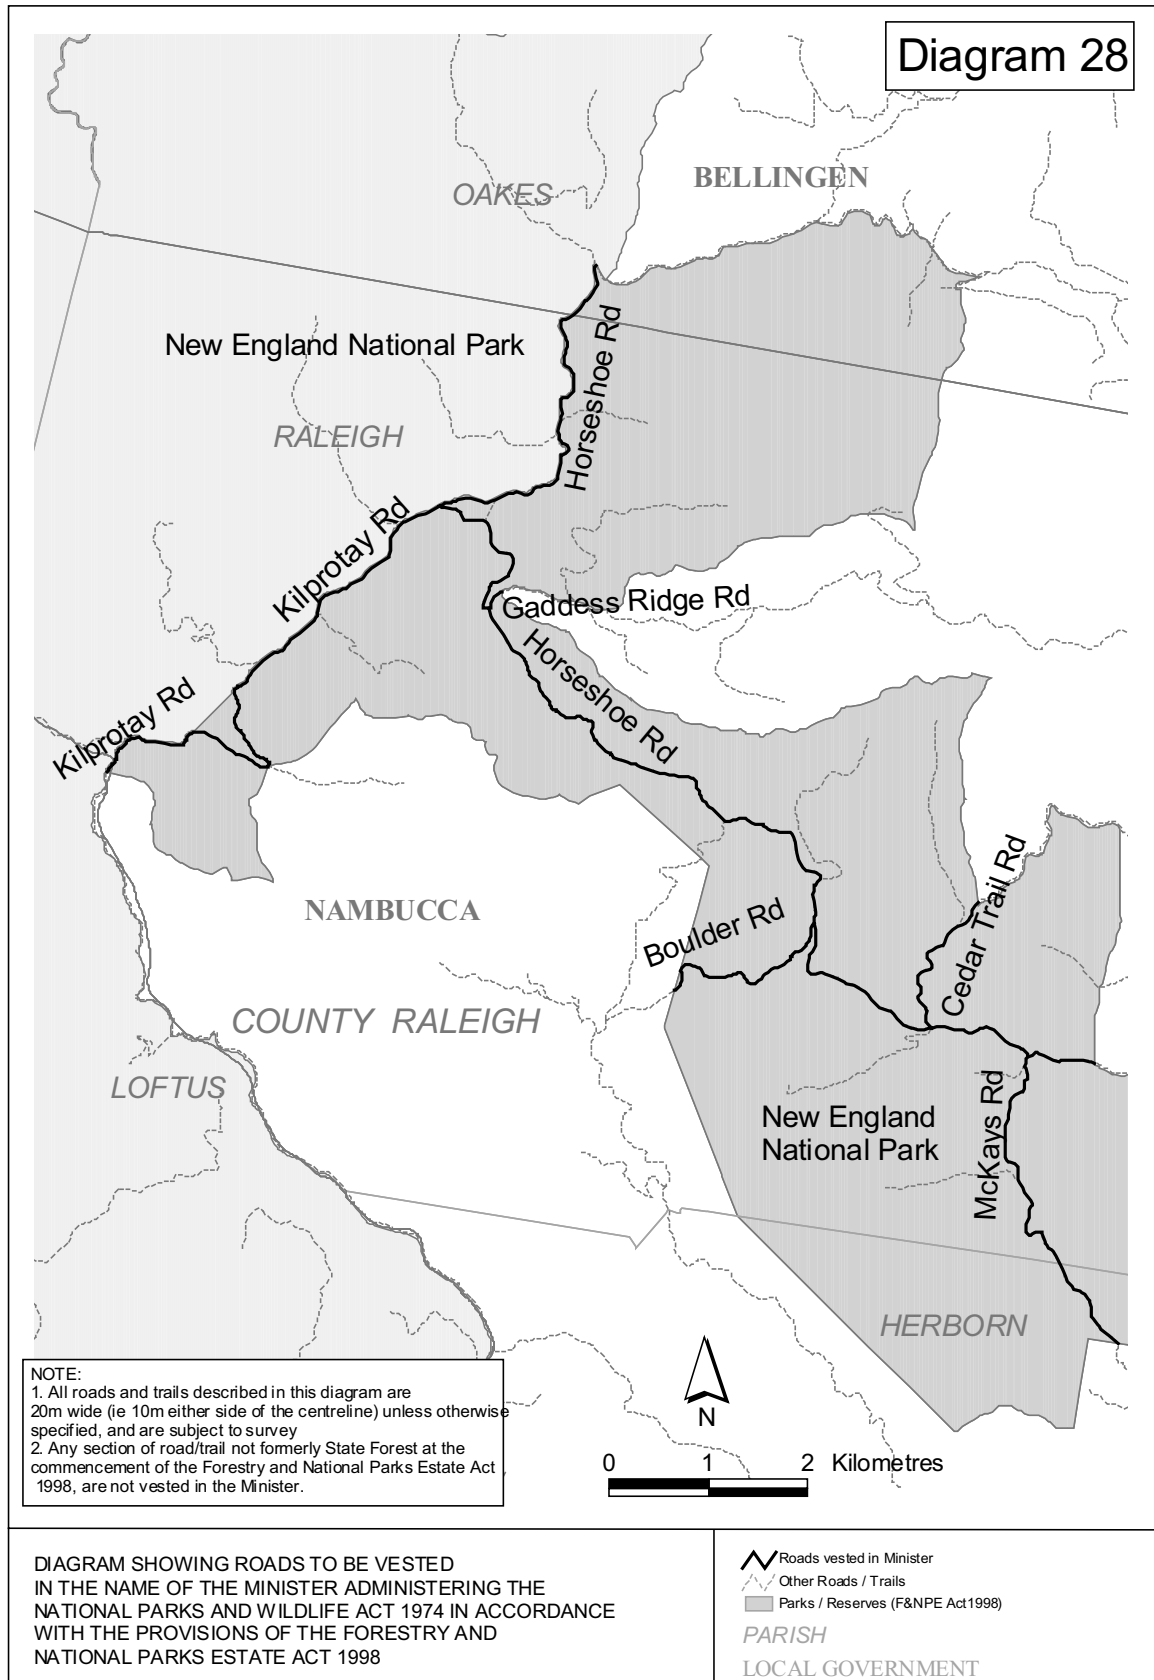 Diagram 28
BELLINGEN
OAKES
New England National Park
Horseshoe Rd
RALEIGH
Kilprotay Rd
Gaddess Ridge Rd
Horseshoe Rd
Kilprotay Rd
Cedar Trail Rd
NAMBUCCA
Boulder Rd
COUNTY RALEIGH
LOFTUS
McKays Rd
New England
National Park
HERBORN
N
0 1 2 Kilometres
NOTE:
1. All roads and trails described in this diagram are
20m wide (ie 10m either side of the centreline) unless otherwise
specified, and are subject to survey
2. Any section of road/trail not formerly State Forest at the
commencement of the Forestry and National Parks Estate Act
1998, are not vested in the Minister.
DIAGRAM SHOWING ROADS TO BE VESTED
IN THE NAME OF THE MINISTER ADMINISTERING THE
NATIONAL PARKS AND WILDLIFE ACT 1974 IN ACCORDANCE
WITH THE PROVISIONS OF THE FORESTRY AND
NATIONAL PARKS ESTATE ACT 1998
Roads vested in Minister
Other Roads / Trails
Parks / Reserves (F&NPE Act1998)
PARISH
LOCAL GOVERNMENT